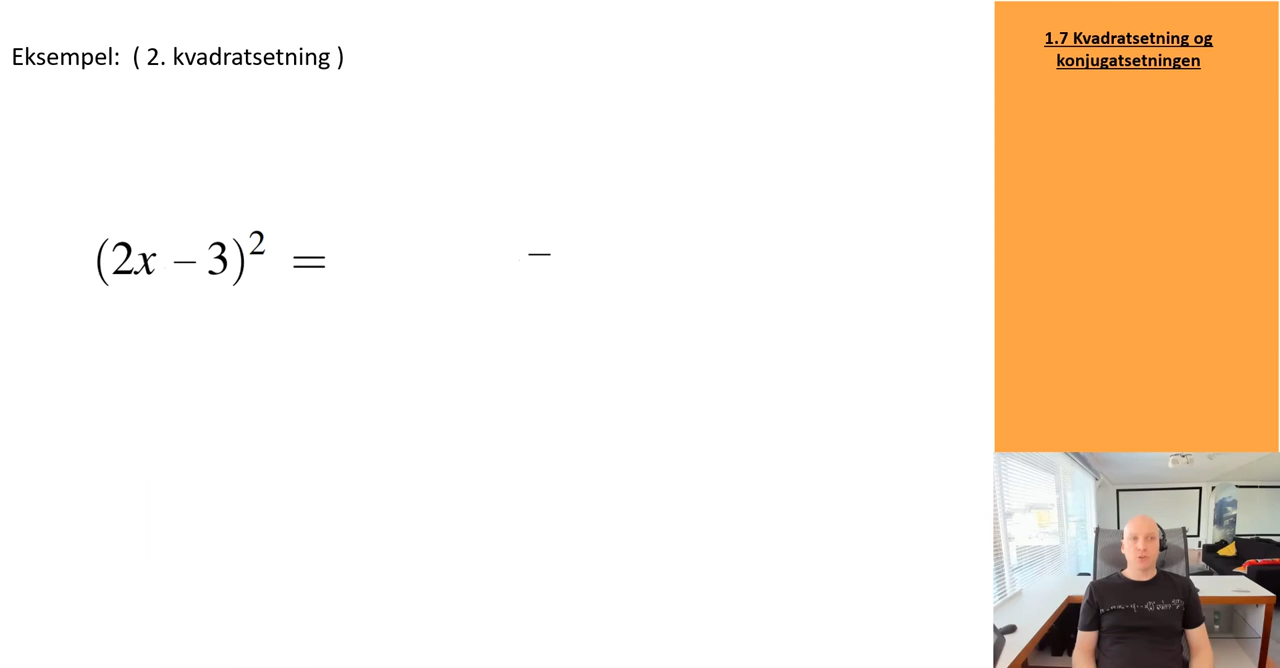 Eksempel: ( 2. kvadratsetning )
(2x – 3)² = –
1.7 Kvadratsetning og
konjugatsetningen